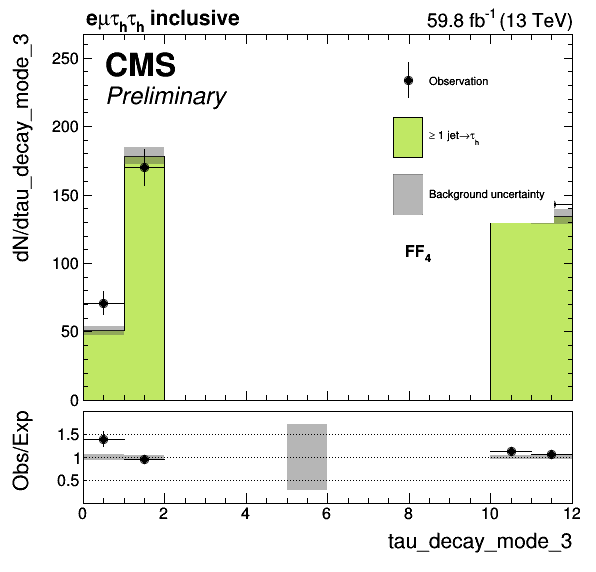 eμτhτh inclusive
59.8 fb-1 (13 TeV)
CMS
Preliminary
Observation
≥ 1 jet→τh
Background uncertainty
FF4
dN/dtau_decay_mode_3
250
200
150
100
50
0
Obs/Exp
1.5
1
0.5
0 2 4 6 8 10 12
tau_decay_mode_3